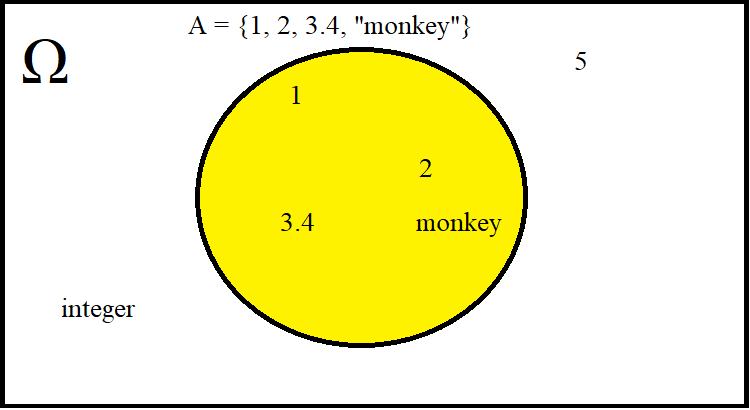 A = {1, 2, 3.4, "monkey"}
Ω
5
1
2
3.4
monkey
integer